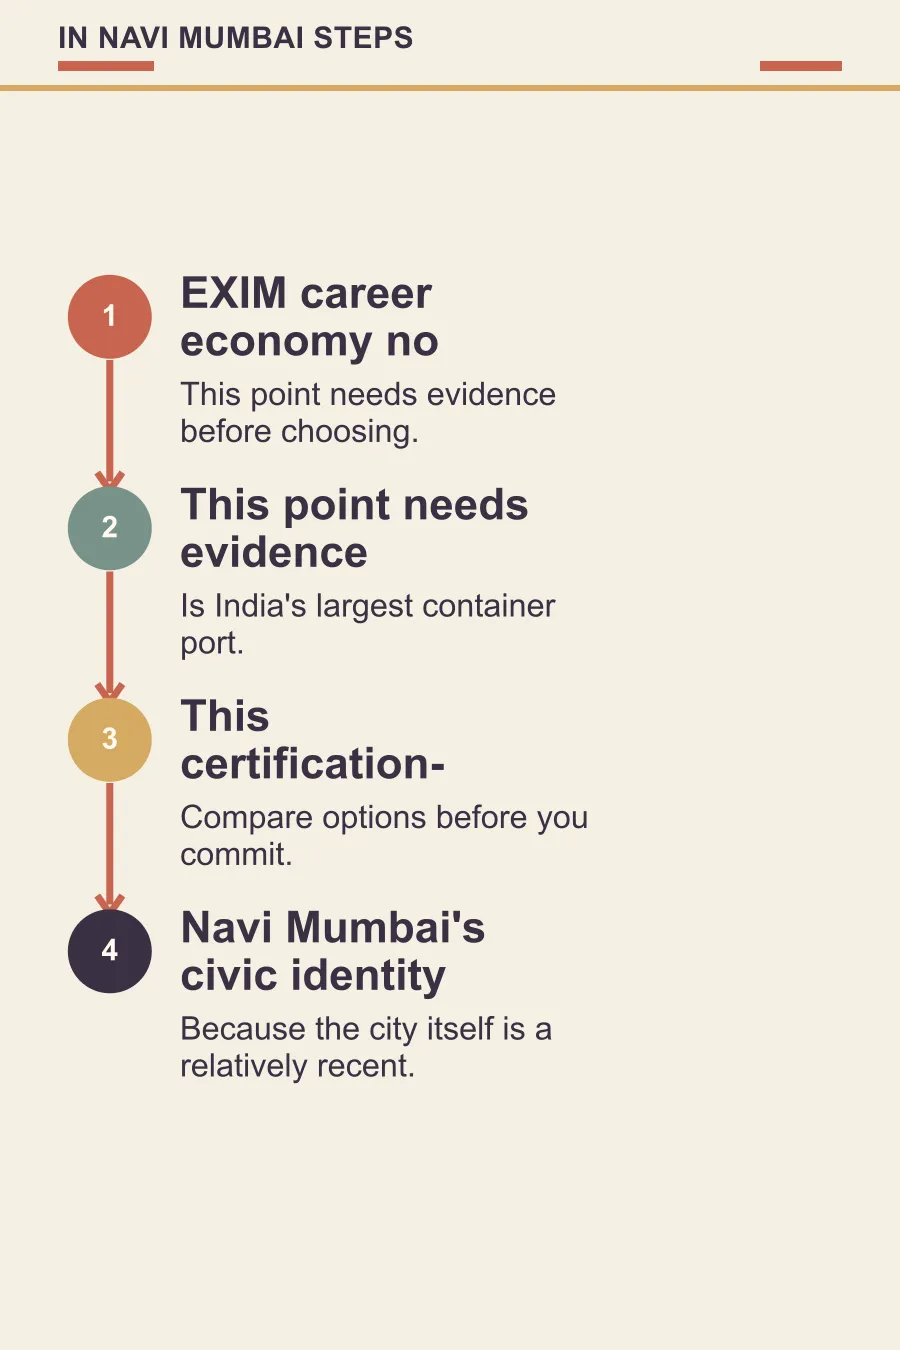 IN NAVI MUMBAI STEPS
1
EXIM career
economy no
This point needs evidence
before choosing.
2
This point needs
evidence
Is India's largest container
port.
3
This
certification-
Compare options before you
commit.
4
Navi Mumbai's
civic identity
Because the city itself is a
relatively recent.